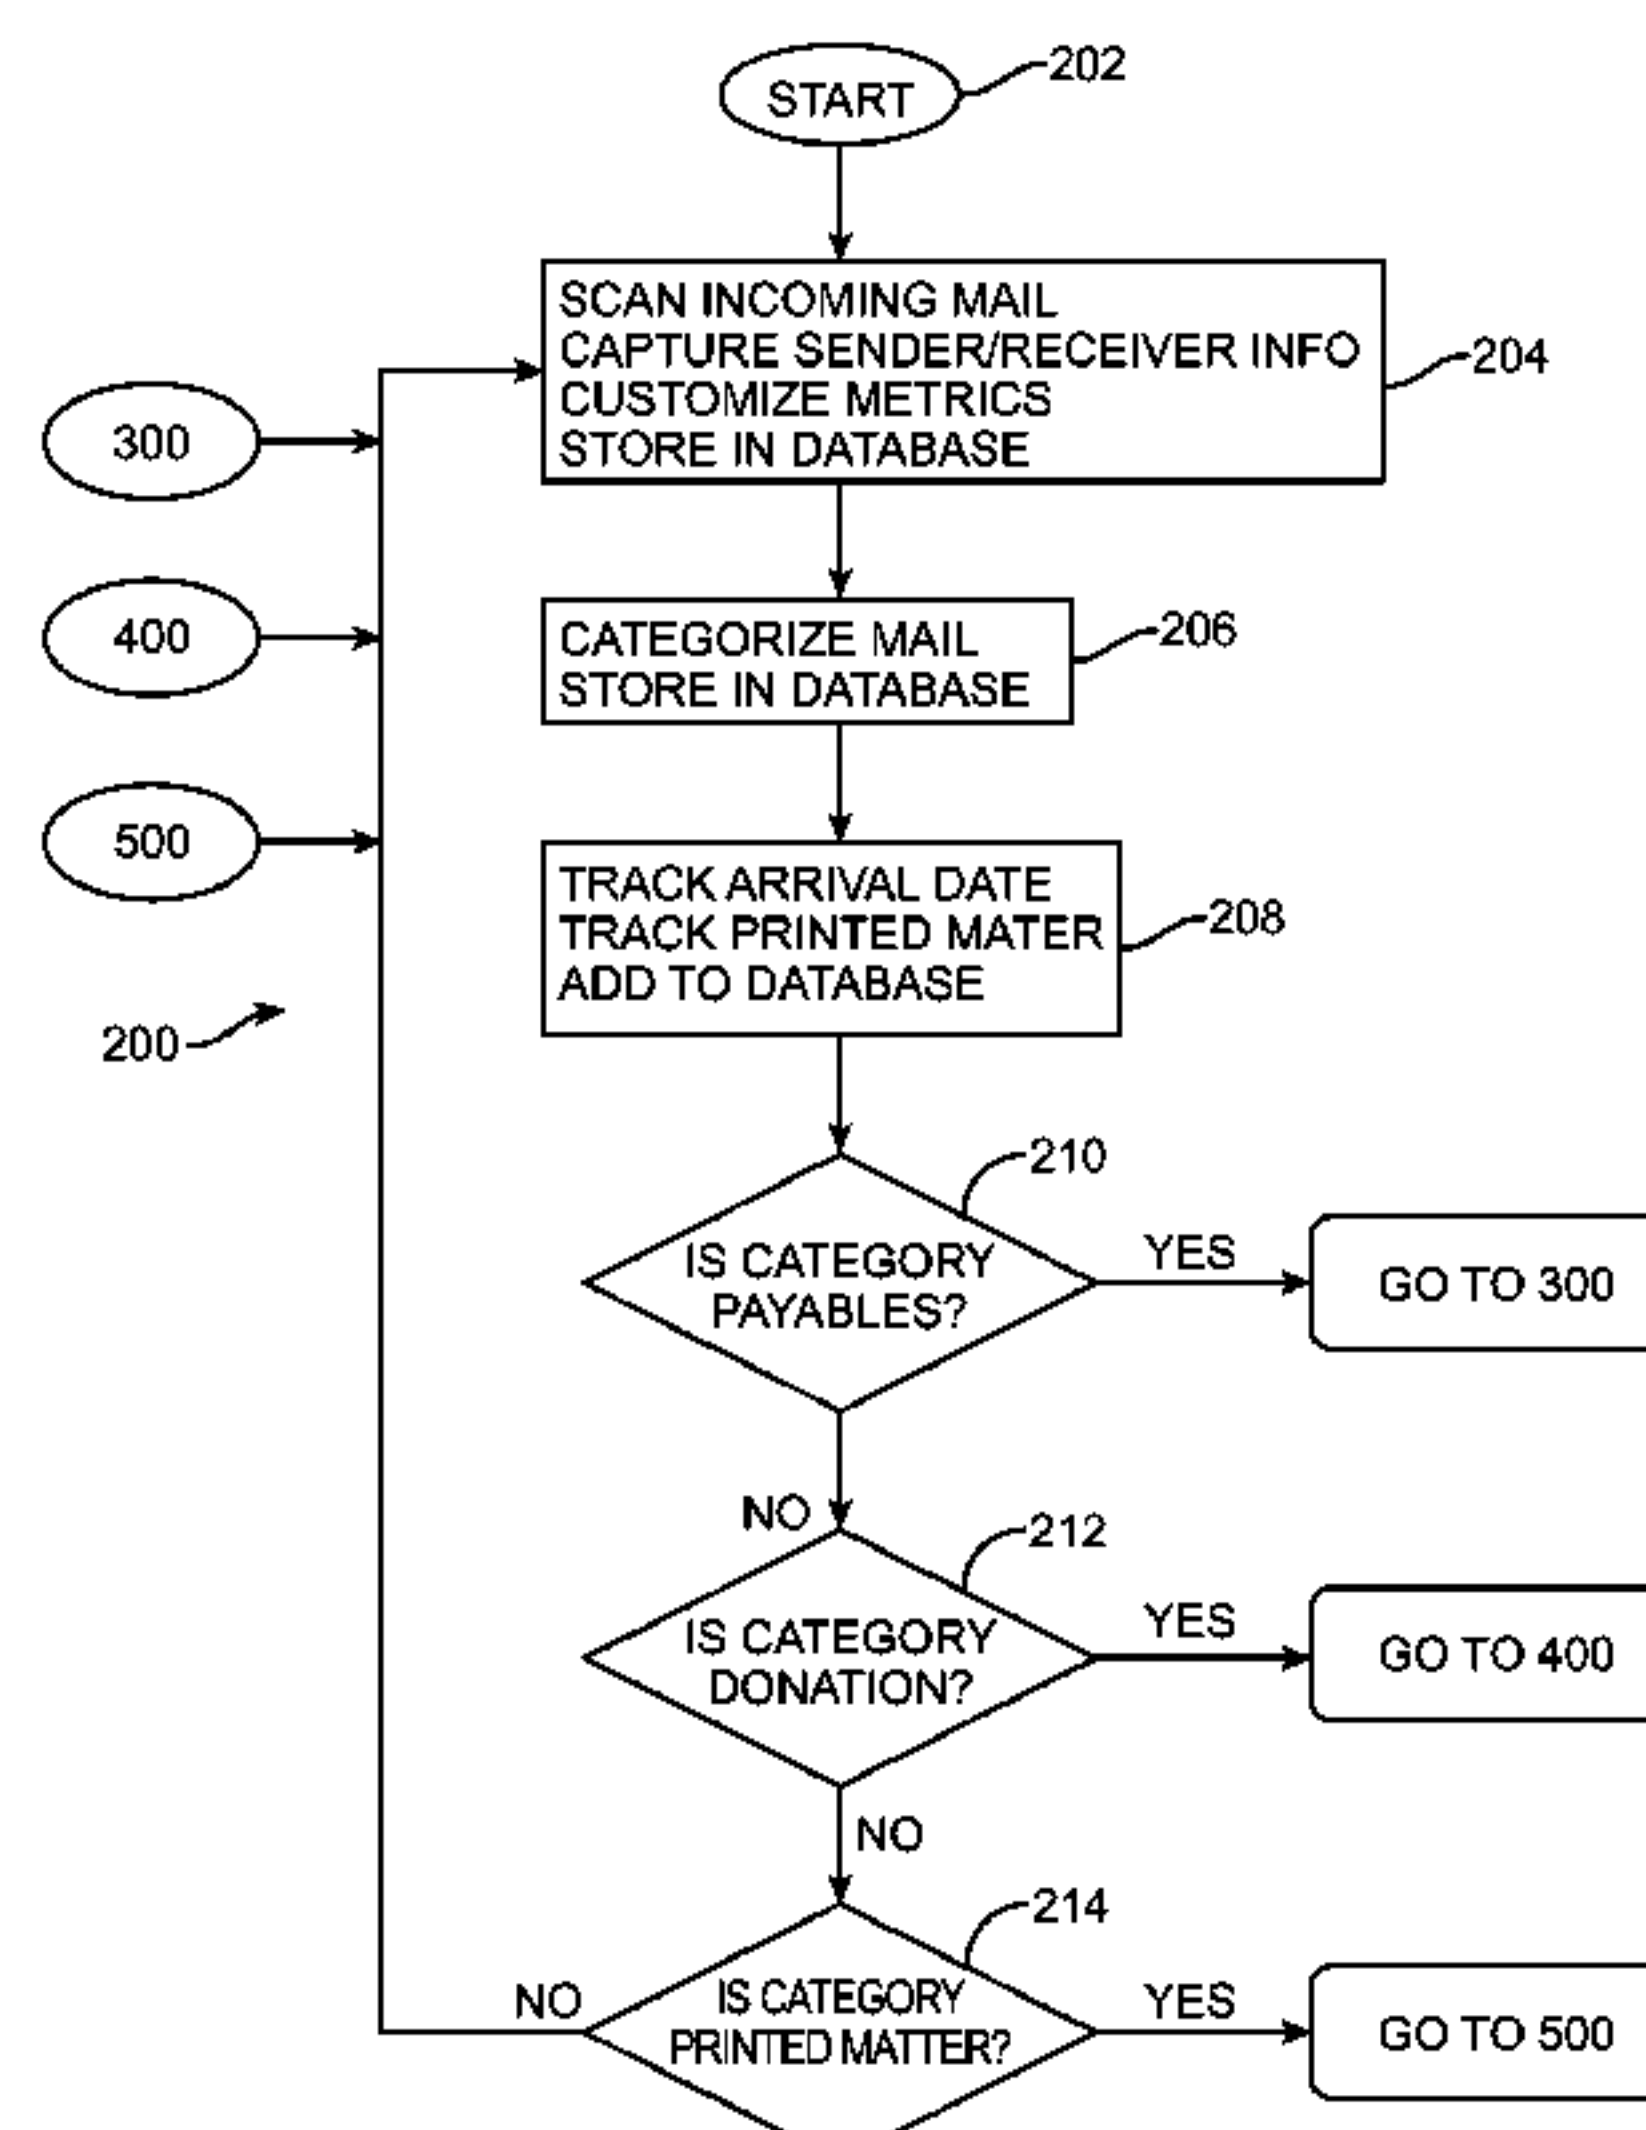 START
202
SCAN INCOMING MAIL
CAPTURE SENDER/RECEIVER INFO
CUSTOMIZE METRICS
STORE IN DATABASE
204
300
CATEGORIZE MAIL
STORE IN DATABASE
206
400
TRACK ARRIVAL DATE
TRACK PRINTED MATER
ADD TO DATABASE
208
500
200
210
IS CATEGORY
PAYABLES?
YES
GO TO 300
NO
212
IS CATEGORY
DONATION?
YES
GO TO 400
NO
214
IS CATEGORY
PRINTED MATTER?
NO
YES
GO TO 500